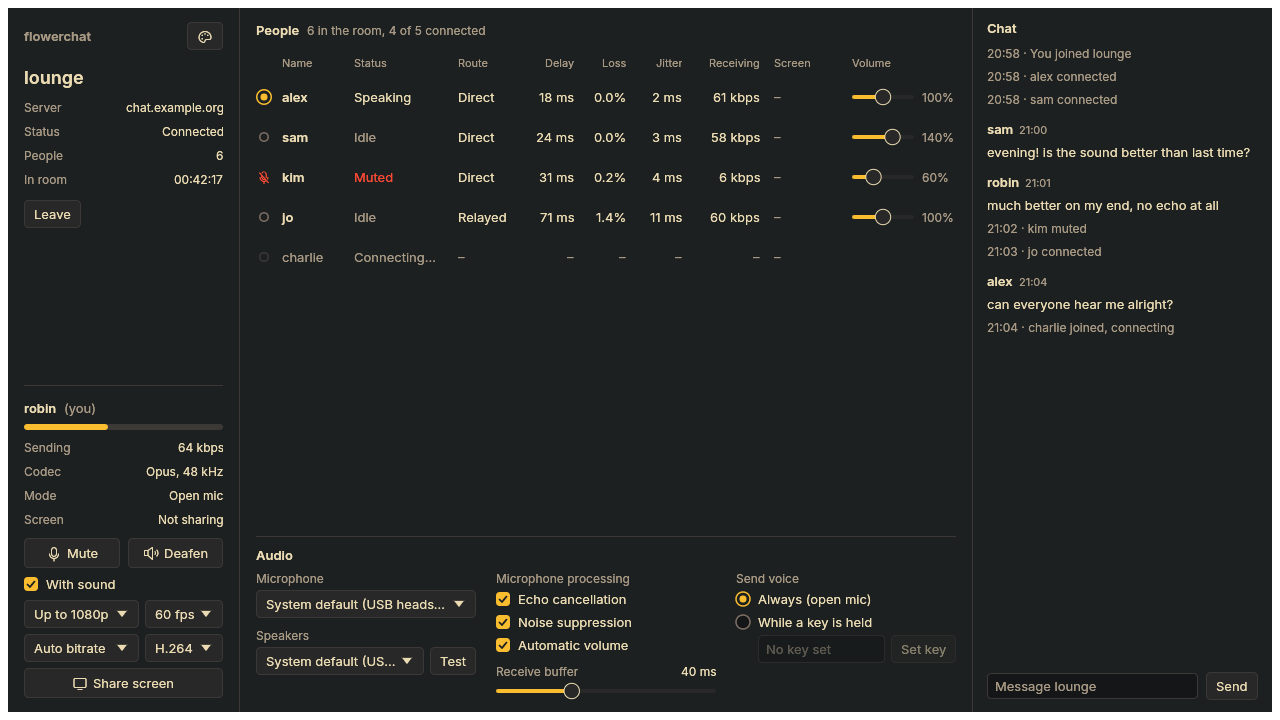 flowerchat
lounge
Server chat.example.org
Status Connected
People 6
In room 00:42:17
Leave
robin (you)
Sending 64 kbps
Codec Opus, 48 kHz
Mode Open mic
Screen Not sharing
Mute Deafen
With sound
Up to 1080p 60 fps
Auto bitrate H.264
Share screen
People 6 in the room, 4 of 5 connected
Name Status Route Delay Loss Jitter Receiving Screen Volume
alex Speaking Direct 18 ms 0.0% 2 ms 61 kbps – 100%
sam Idle Direct 24 ms 0.0% 3 ms 58 kbps – 140%
kim Muted Direct 31 ms 0.2% 4 ms 6 kbps – 60%
jo Idle Relayed 71 ms 1.4% 11 ms 60 kbps – 100%
charlie Connecting... – – – – – –
Audio
Microphone
System default (USB heads...
Speakers
System default (US... Test
Microphone processing
Echo cancellation
Noise suppression
Automatic volume
Receive buffer 40 ms
Send voice
Always (open mic)
While a key is held
No key set Set key
Chat
20:58 · You joined lounge
20:58 · alex connected
20:58 · sam connected
sam 21:00
evening! is the sound better than last time?
robin 21:01
much better on my end, no echo at all
21:02 · kim muted
21:03 · jo connected
alex 21:04
can everyone hear me alright?
21:04 · charlie joined, connecting
Message lounge Send